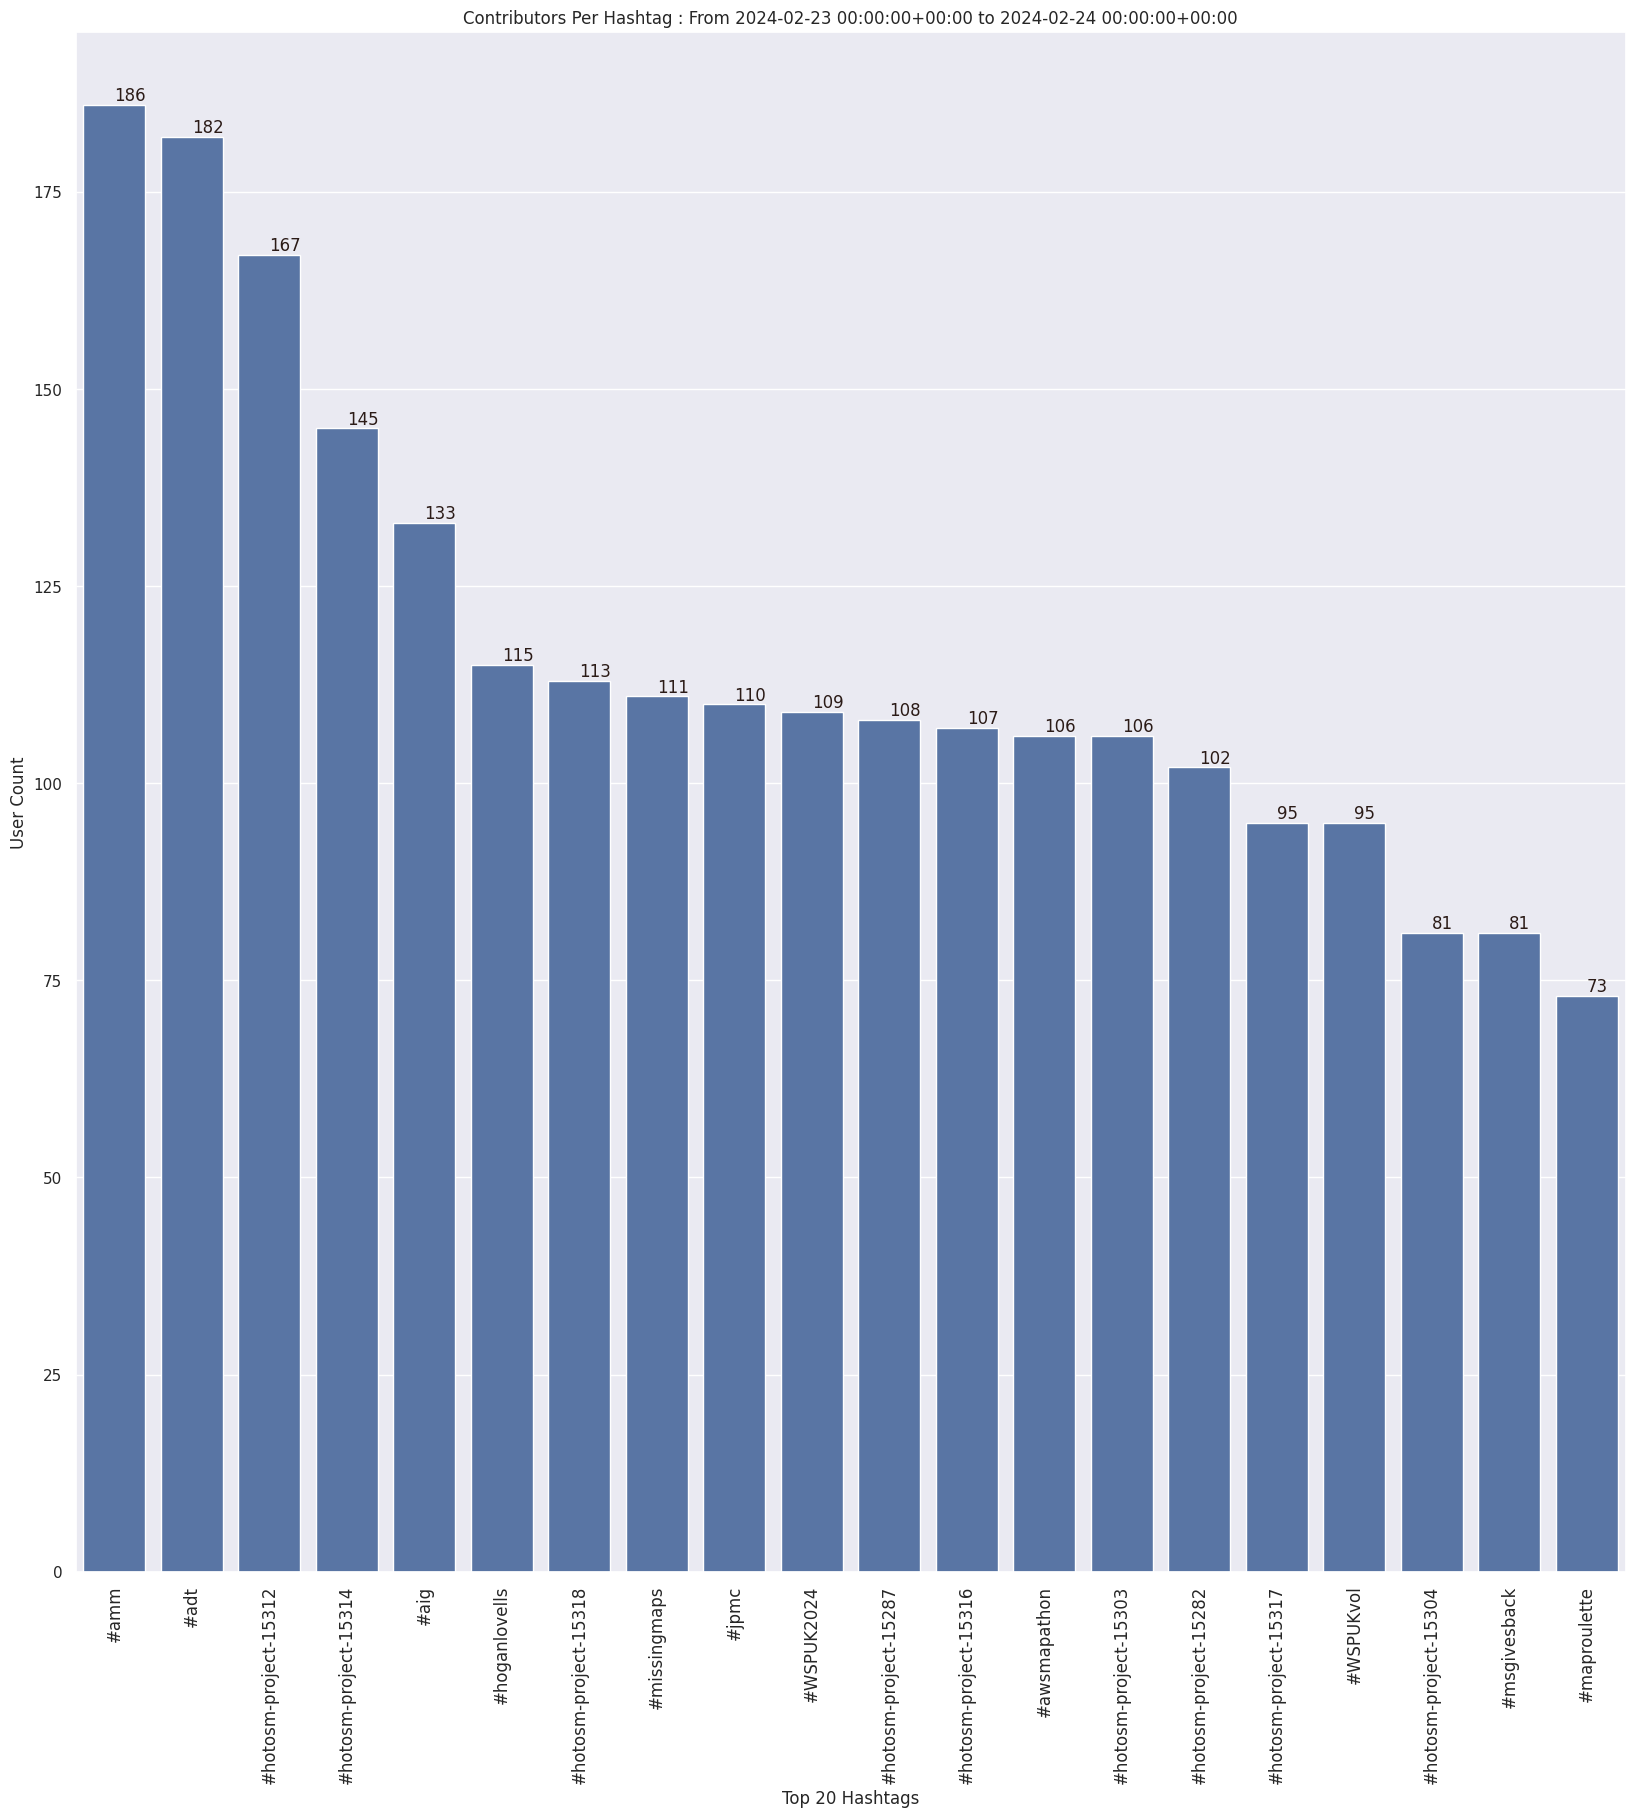 Contributors Per Hashtag : From 2024-02-23 00:00:00+00:00 to 2024-02-24 00:00:00+00:00
User Count
175
150
125
100
75
50
25
0
186
182
167
145
133
115
113
111
110
109
108
107
106
106
102
95
95
81
81
73
#amm
#adt
#hotosm-project-15312
#hotosm-project-15314
#aig
#hoganlovells
#hotosm-project-15318
#missingmaps
#jpmc
#WSPUK2024
#hotosm-project-15287
#hotosm-project-15316
#awsmapathon
#hotosm-project-15303
#hotosm-project-15282
#hotosm-project-15317
#WSPUKvol
#hotosm-project-15304
#msgivesback
#maproulette
Top 20 Hashtags